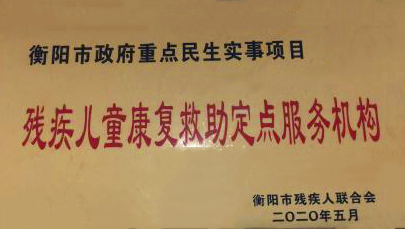 衡阳市政府重点民生实事项目
残疾儿童康复救助定点服务机构
衡阳市残疾人联合会
二〇二〇年五月